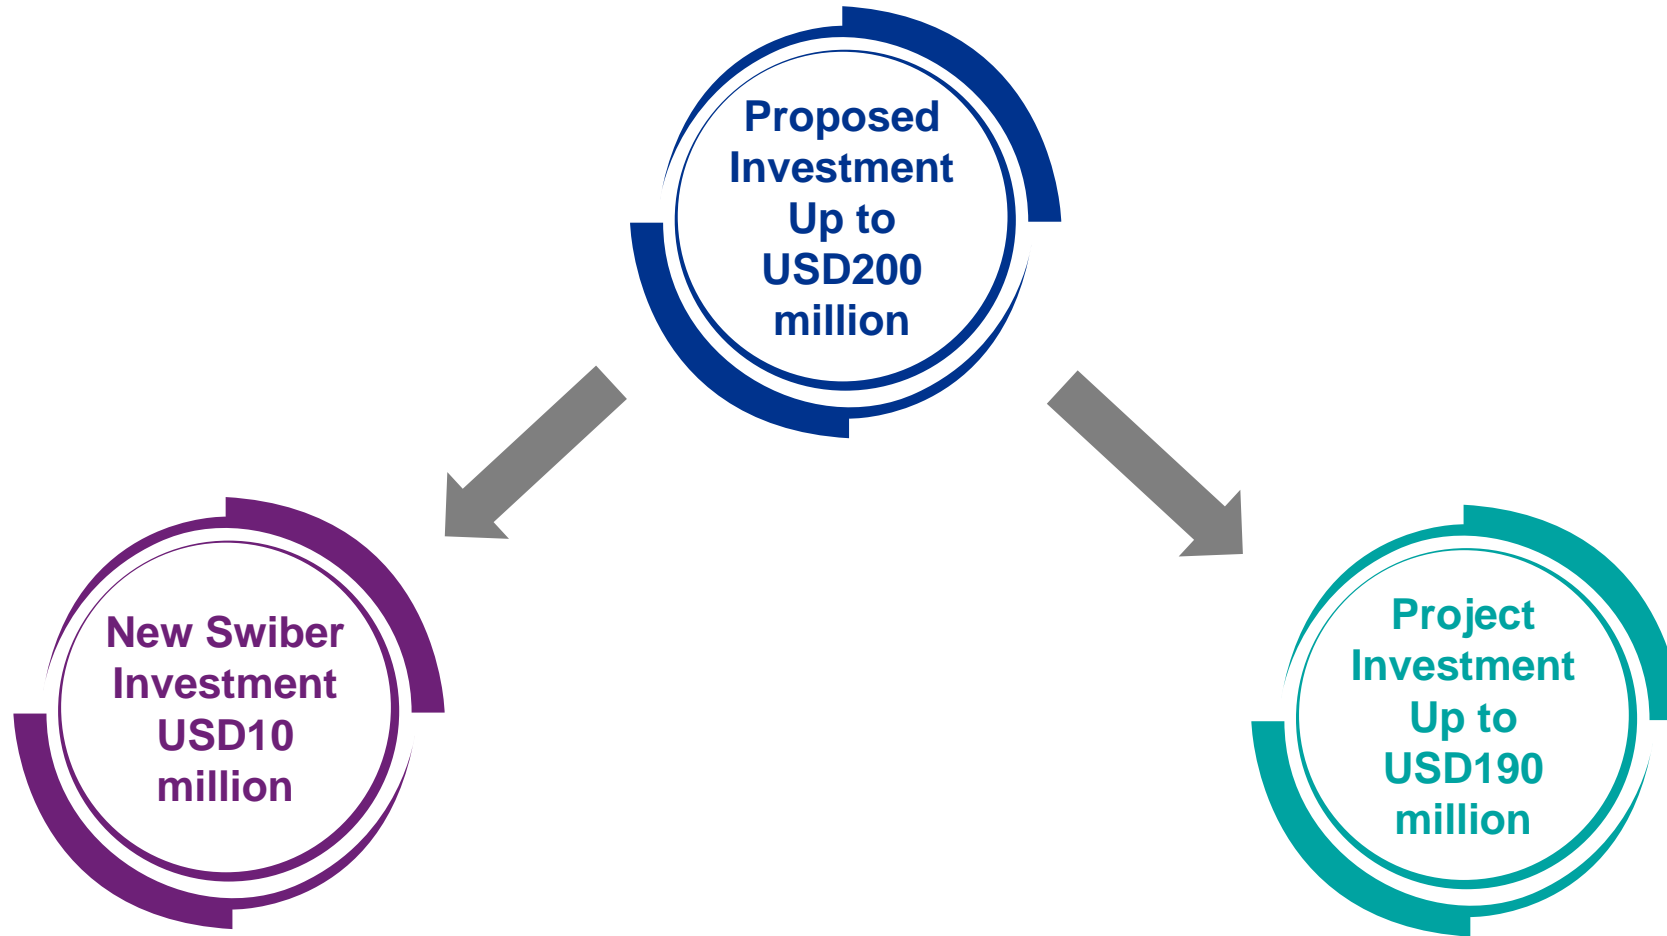 Proposed
Investment
Up to
USD200
million
New Swiber
Investment
USD10
million
Project
Investment
Up to
USD190
million